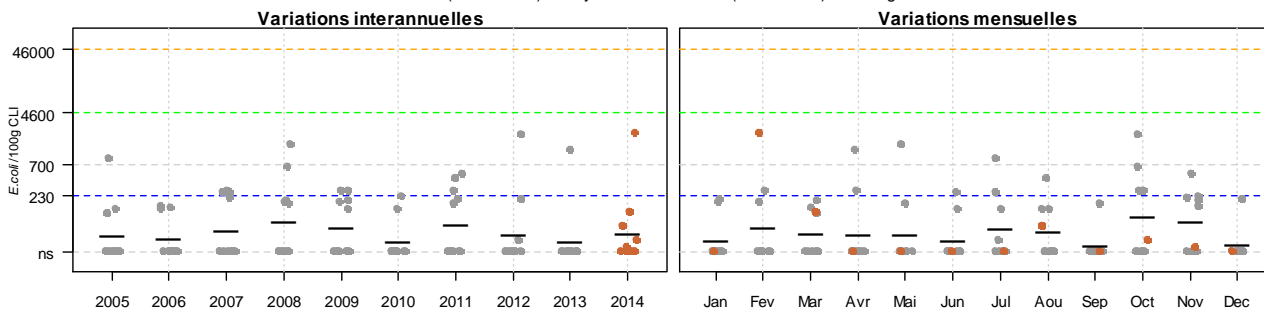 Variations interannuelles
Variations mensuelles
E.coli/100g CLI
46000
4600
700
230
ns
2005 2006 2007 2008 2009 2010 2011 2012 2013 2014
Jan Fev Mar Avr Mai Jun Jul Aou Sep Oct Nov Dec